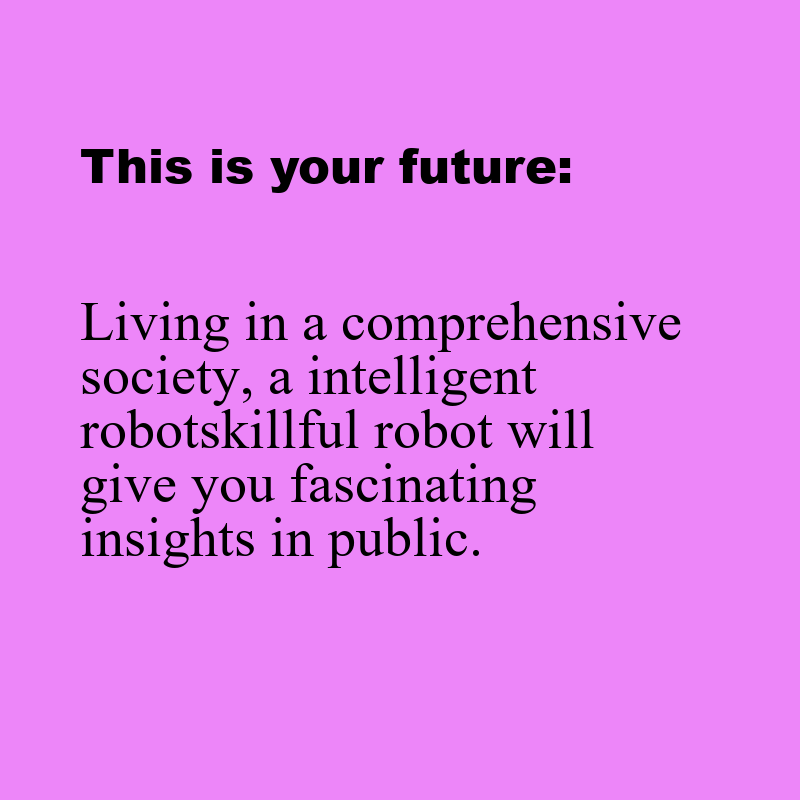 This is your future:
Living in a comprehensive
society, a intelligent
robotskillful robot will
give you fascinating
insights in public.